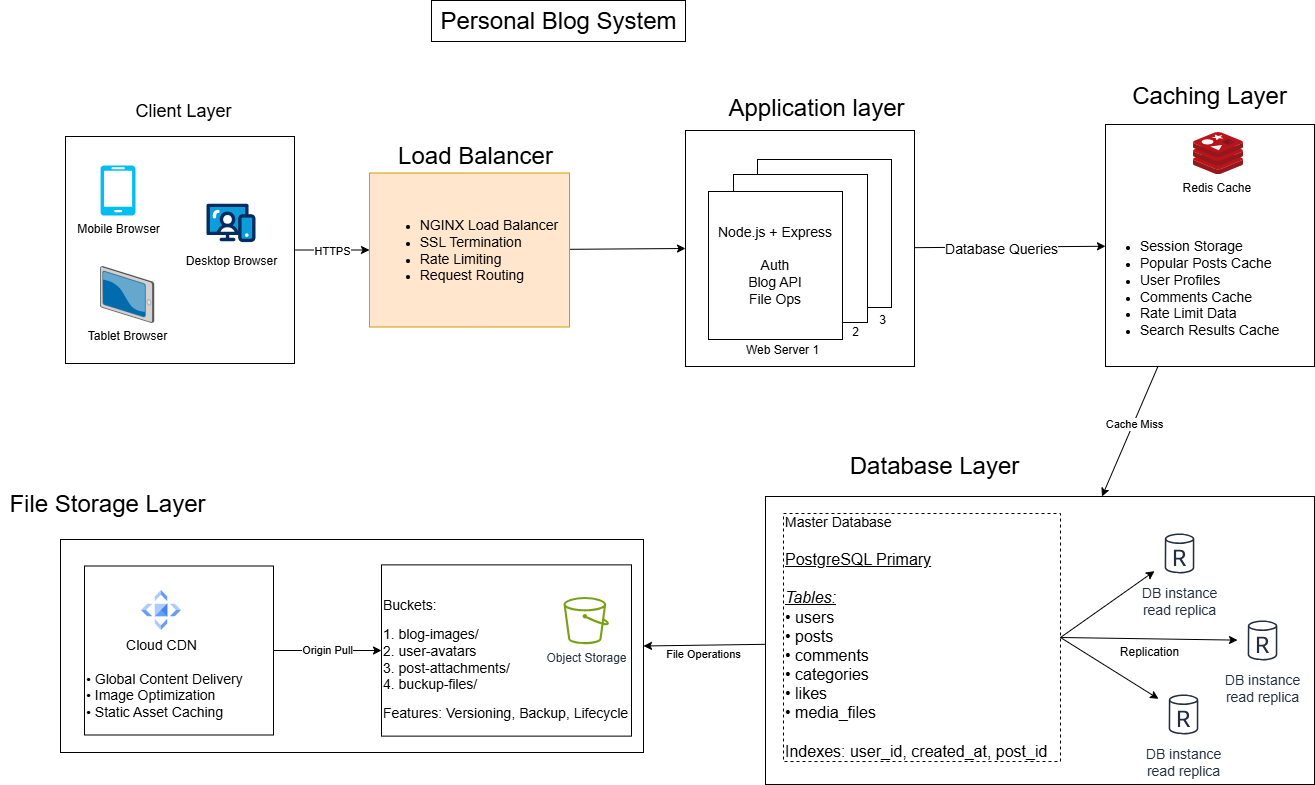 Personal Blog System
Client Layer
Mobile Browser
Desktop Browser
Tablet Browser
HTTPS
Load Balancer
• NGINX Load Balancer
• SSL Termination
• Rate Limiting
• Request Routing
Application layer
Node.js + Express
Auth
Blog API
File Ops
Web Server 1
2
3
Database Queries
Caching Layer
Redis Cache
• Session Storage
• Popular Posts Cache
• User Profiles
• Comments Cache
• Rate Limit Data
• Search Results Cache
Cache Miss
Database Layer
Master Database
PostgreSQL Primary
Tables:
• users
• posts
• comments
• categories
• likes
• media_files
Indexes: user_id, created_at, post_id
Replication
R
DB instance
read replica
R
DB instance
read replica
R
DB instance
read replica
File Operations
File Storage Layer
Cloud CDN
• Global Content Delivery
• Image Optimization
• Static Asset Caching
Origin Pull
Buckets:
1. blog-images/
2. user-avatars
3. post-attachments/
4. buckup-files/
Features: Versioning, Backup, Lifecycle
Object Storage